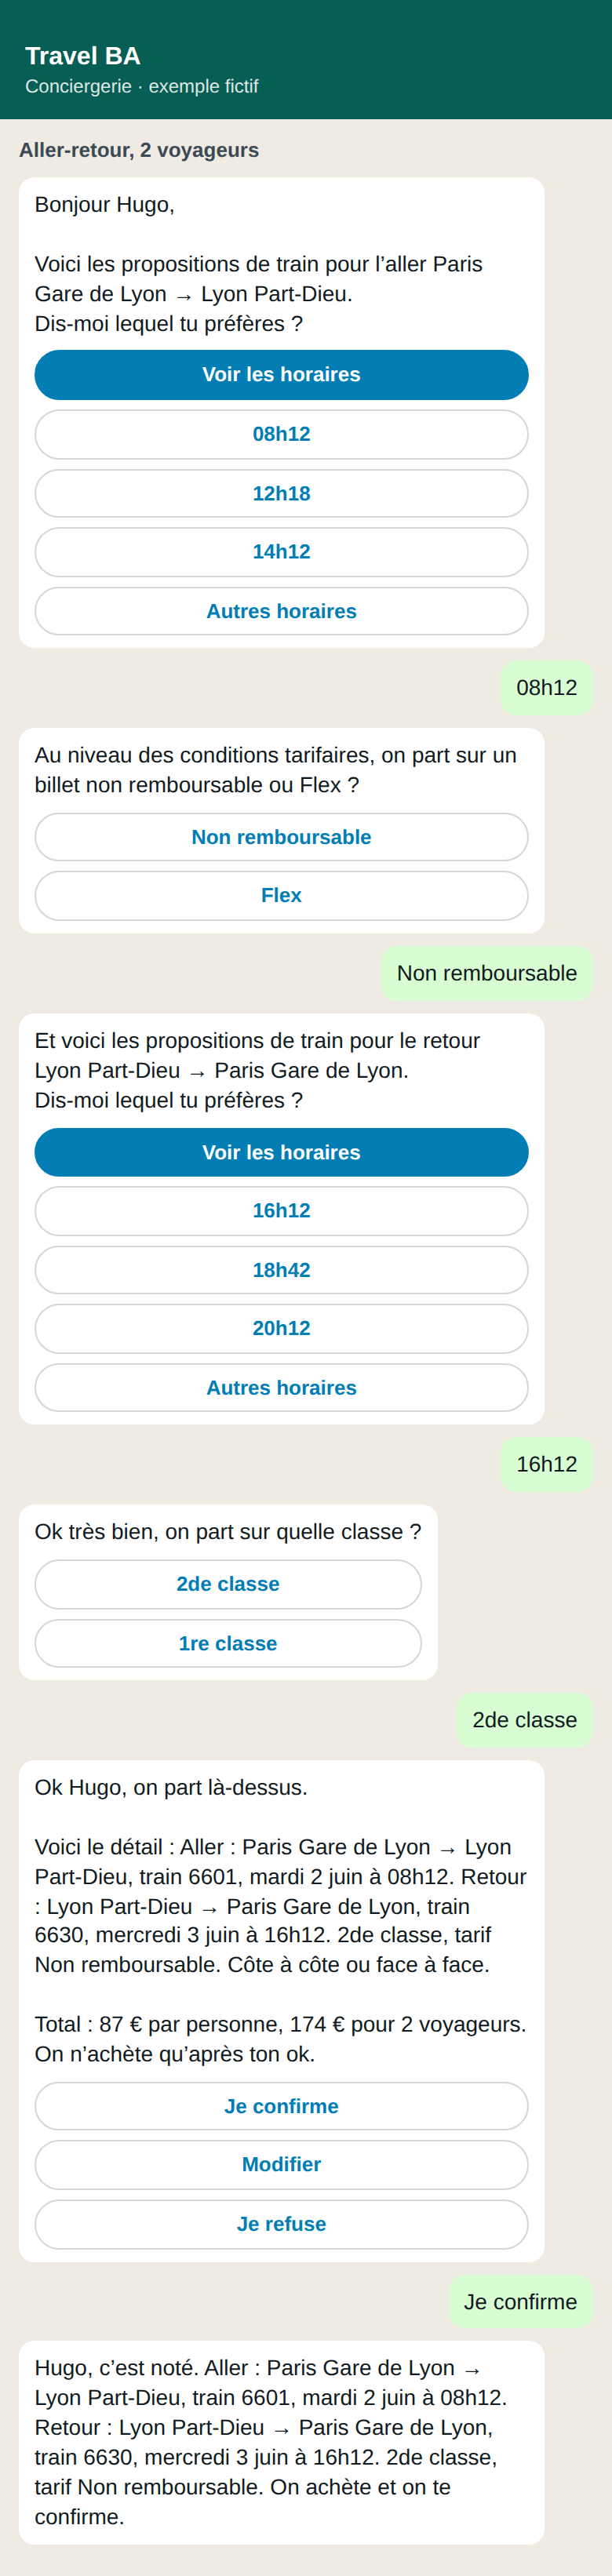 Travel BA
Conciergerie · exemple fictif
Aller-retour, 2 voyageurs
Bonjour Hugo,
Voici les propositions de train pour l’aller Paris
Gare de Lyon → Lyon Part-Dieu.
Dis-moi lequel tu préfères ?
Voir les horaires
08h12
12h18
14h12
Autres horaires
08h12
Au niveau des conditions tarifaires, on part sur un
billet non remboursable ou Flex ?
Non remboursable
Flex
Non remboursable
Et voici les propositions de train pour le retour
Lyon Part-Dieu → Paris Gare de Lyon.
Dis-moi lequel tu préfères ?
Voir les horaires
16h12
18h42
20h12
Autres horaires
16h12
Ok très bien, on part sur quelle classe ?
2de classe
1re classe
2de classe
Ok Hugo, on part là-dessus.
Voici le détail : Aller : Paris Gare de Lyon → Lyon
Part-Dieu, train 6601, mardi 2 juin à 08h12. Retour
: Lyon Part-Dieu → Paris Gare de Lyon, train
6630, mercredi 3 juin à 16h12. 2de classe, tarif
Non remboursable. Côte à côte ou face à face.
Total : 87 € par personne, 174 € pour 2 voyageurs.
On n’achète qu’après ton ok.
Je confirme
Modifier
Je refuse
Je confirme
Hugo, c’est noté. Aller : Paris Gare de Lyon →
Lyon Part-Dieu, train 6601, mardi 2 juin à 08h12.
Retour : Lyon Part-Dieu → Paris Gare de Lyon,
train 6630, mercredi 3 juin à 16h12. 2de classe,
tarif Non remboursable. On achète et on te
confirme.